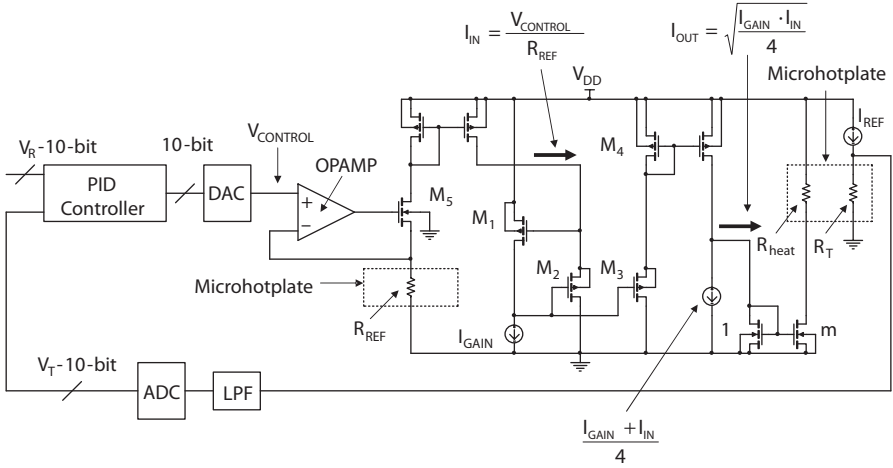 I_IN = V_CONTROL / R_REF
I_OUT = √(I_GAIN · I_IN / 4)
Microhotplate
V_DD
I_REF
V_CONTROL
V_R-10-bit
10-bit
OPAMP
M_4
PID Controller
DAC
+
−
M_5
M_1
R_heat
R_T
M_2
M_3
Microhotplate
R_REF
I_GAIN
1
m
V_T-10-bit
ADC
LPF
I_GAIN + I_IN / 4